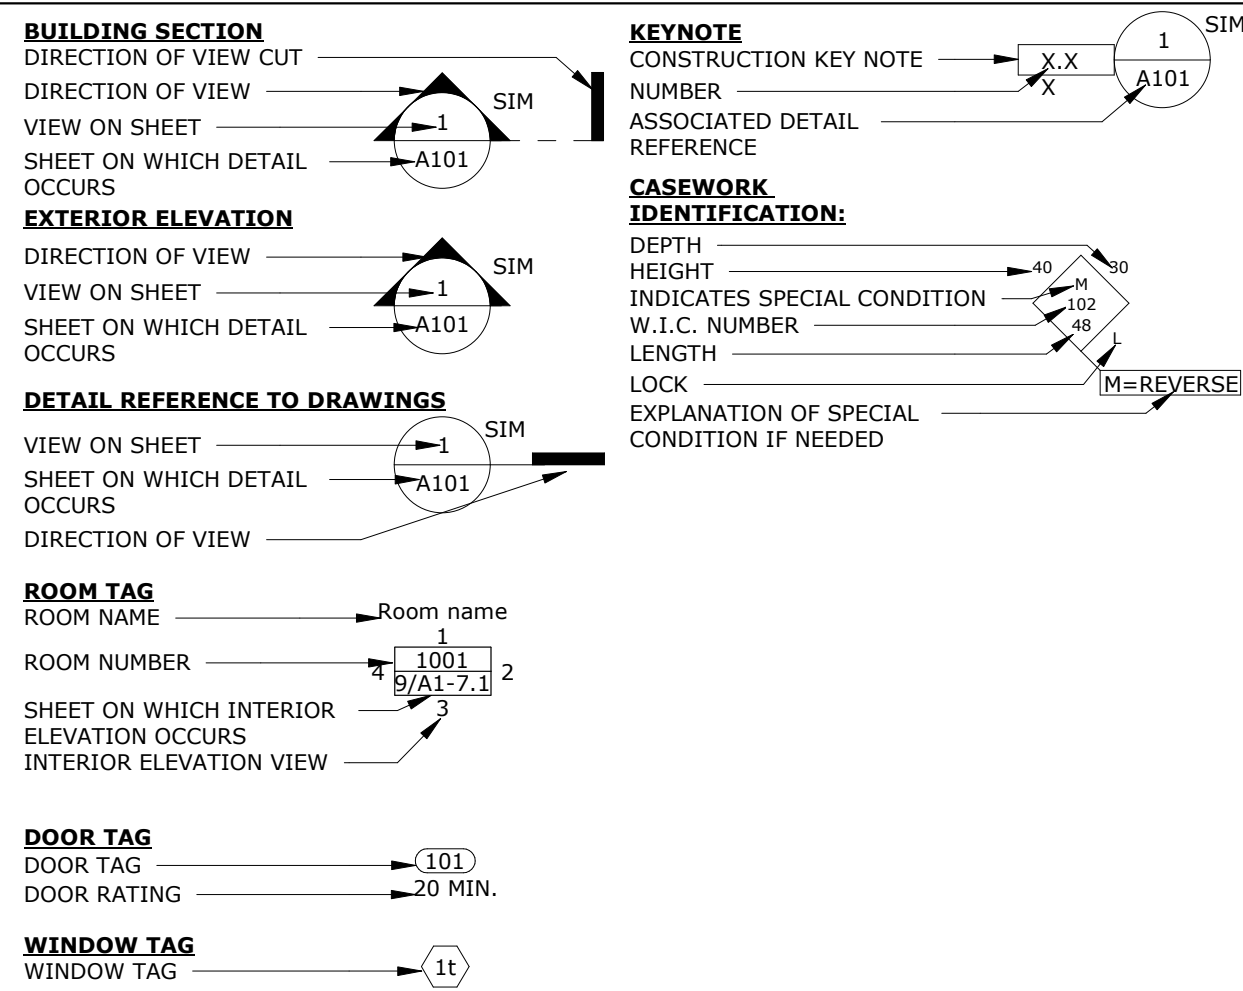 BUILDING SECTION
DIRECTION OF VIEW CUT
DIRECTION OF VIEW
SIM
VIEW ON SHEET
1
SHEET ON WHICH DETAIL
OCCURS
A101
EXTERIOR ELEVATION
DIRECTION OF VIEW
SIM
VIEW ON SHEET
1
SHEET ON WHICH DETAIL
OCCURS
A101
DETAIL REFERENCE TO DRAWINGS
SIM
VIEW ON SHEET
1
SHEET ON WHICH DETAIL
OCCURS
A101
DIRECTION OF VIEW
ROOM TAG
ROOM NAME
Room name
1
ROOM NUMBER
1001
4
9/A1-7.1
2
SHEET ON WHICH INTERIOR
ELEVATION OCCURS
3
INTERIOR ELEVATION VIEW
DOOR TAG
DOOR TAG
101
DOOR RATING
20 MIN.
WINDOW TAG
WINDOW TAG
1t
KEYNOTE
SIM
CONSTRUCTION KEY NOTE
X.X
X
1
A101
NUMBER
ASSOCIATED DETAIL
REFERENCE
CASEWORK
IDENTIFICATION:
DEPTH
30
HEIGHT
40
INDICATES SPECIAL CONDITION
M
W.I.C. NUMBER
102
LENGTH
48
LOCK
L
M=REVERSE
EXPLANATION OF SPECIAL
CONDITION IF NEEDED